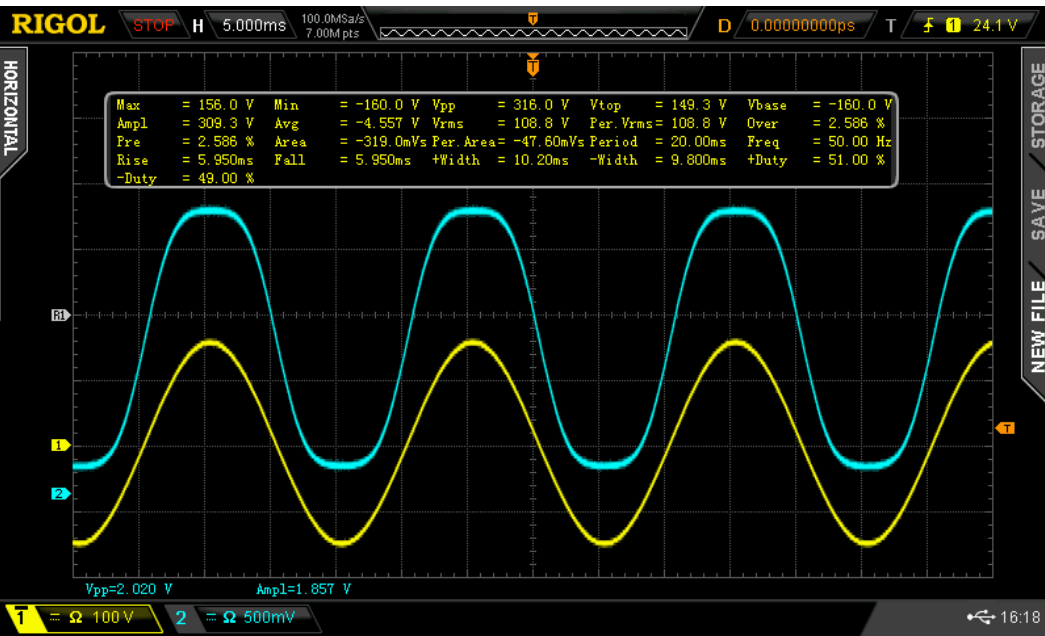 RIGOL STOP H 5.000ms 100.0MSa/s 7.00M pts D 0.00000000ps T 1 24.1 V
HORIZONTAL
T
Max = 156.0 V Min = -160.0 V Vpp = 316.0 V Vtop = 149.3 V Vbase = -160.0 V
Ampl = 309.3 V Avg = -4.557 V Vrms = 108.8 V Per.Vrms= 108.8 V Over = 2.586 %
Pre = 2.586 % Area = -319.0mVs Per.Area= -47.60mVs Period = 20.00ms Freq = 50.00 Hz
Rise = 5.950ms Fall = 5.950ms +Width = 10.20ms -Width = 9.800ms +Duty = 51.00 %
-Duty = 49.00 %
STORAGE
SAVE
NEW FILE
R1
1
T
2
Vpp=2.020 V Ampl=1.857 V
1 = Ω 100 V 2 = Ω 500mV 16:18